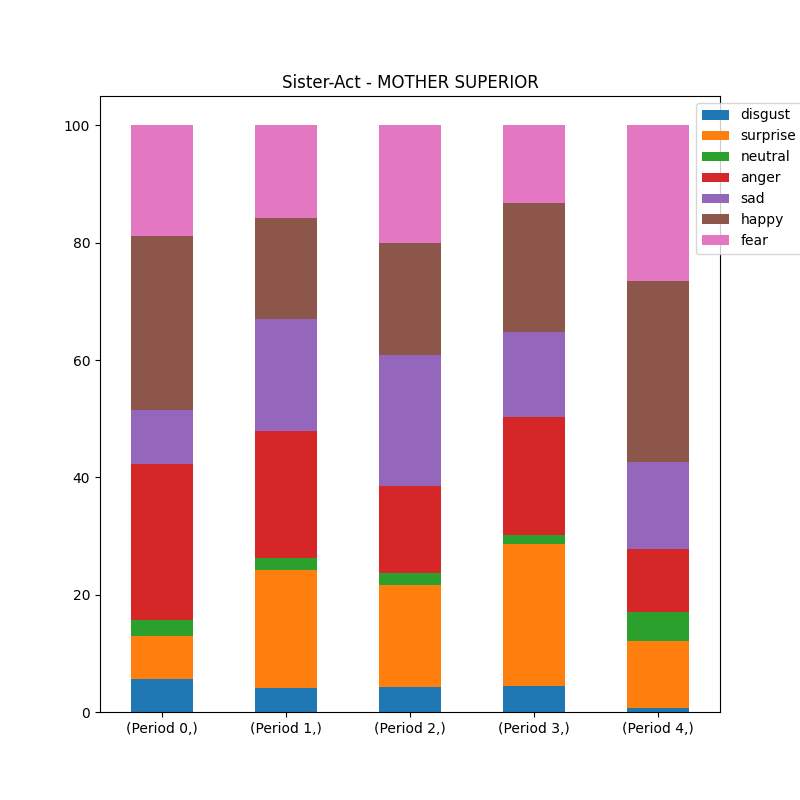 Sister-Act - MOTHER SUPERIOR
disgust
surprise
neutral
anger
sad
happy
fear
100
80
60
40
20
0
(Period 0,) (Period 1,) (Period 2,) (Period 3,) (Period 4,)